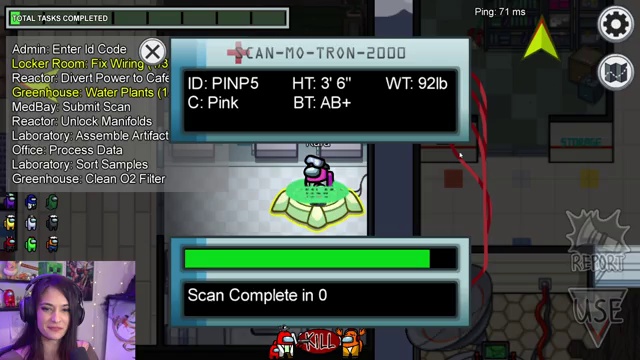 TOTAL TASKS COMPLETED
Ping: 71 ms
Admin: Enter Id Code
Locker Room: Fix Wiring
Reactor: Divert Power to Cafe
Greenhouse: Water Plants (1
MedBay: Submit Scan
Reactor: Unlock Manifolds
Laboratory: Assemble Artifact
Office: Process Data
Laboratory: Sort Samples
Greenhouse: Clean O2 Filter
SCAN-MO-TRON-2000
ID: PINP5 HT: 3' 6" WT: 92lb
C: Pink BT: AB+
STORAGE
REPORT
Scan Complete in 0
USE
KILL